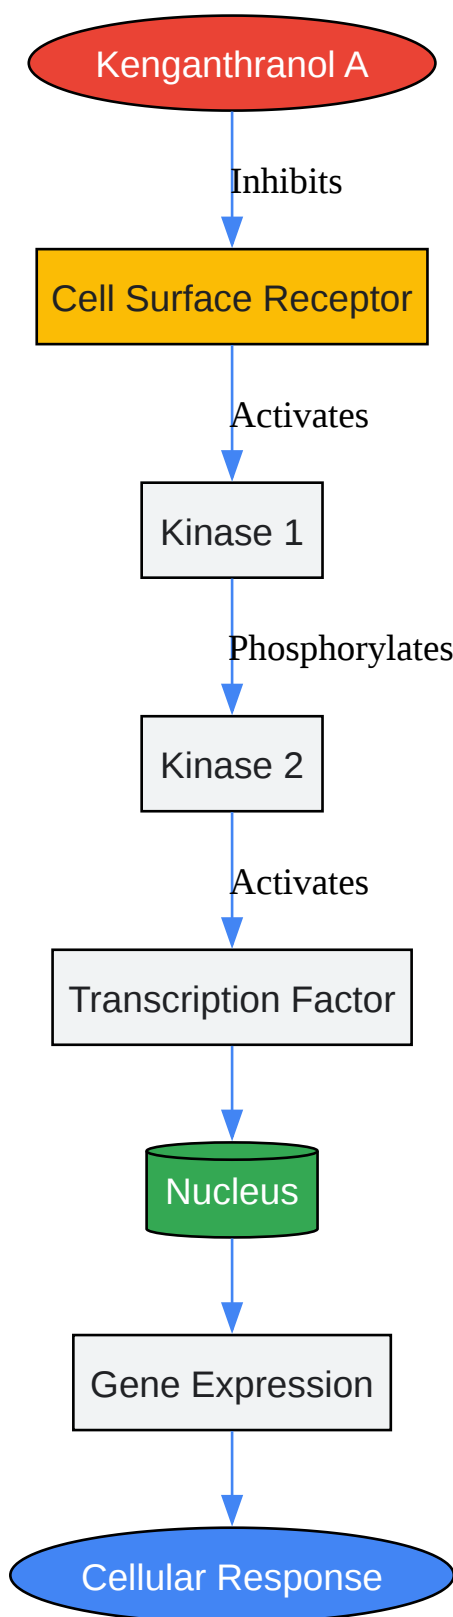 Kenganthranol A
Inhibits
Cell Surface Receptor
Activates
Kinase 1
Phosphorylates
Kinase 2
Activates
Transcription Factor
Nucleus
Gene Expression
Cellular Response